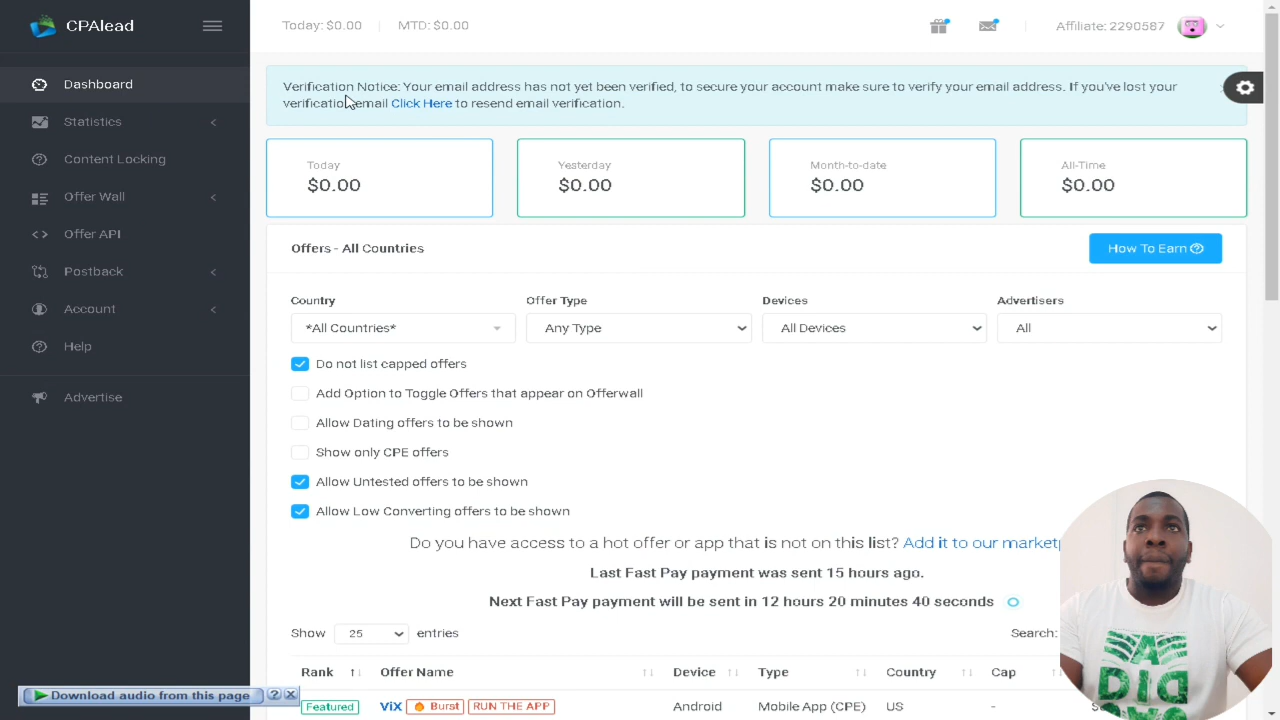 CPAlead
Today: $0.00
MTD: $0.00
Affiliate: 2290587
Dashboard
Statistics
Content Locking
Offer Wall
Offer API
Postback
Account
Help
Advertise
Verification Notice: Your email address has not yet been verified, to secure your account make sure to verify your email address. If you've lost your
verification email Click Here to resend email verification.
Today
$0.00
Yesterday
$0.00
Month-to-date
$0.00
All-Time
$0.00
Offers - All Countries
How To Earn
Country
Offer Type
Devices
Advertisers
*All Countries*
Any Type
All Devices
All
Do not list capped offers
Add Option to Toggle Offers that appear on Offerwall
Allow Dating offers to be shown
Show only CPE offers
Allow Untested offers to be shown
Allow Low Converting offers to be shown
Do you have access to a hot offer or app that is not on this list? Add it to our
Last Fast Pay payment was sent 15 hours ago.
Next Fast Pay payment will be sent in 12 hours 20 minutes 40 seconds
Show 25 entries
Search:
Rank
Offer Name
Device
Type
Country
Cap
Featured
ViX
Burst
RUN THE APP
Android
Mobile App (CPE)
US
-
Download audio from this page